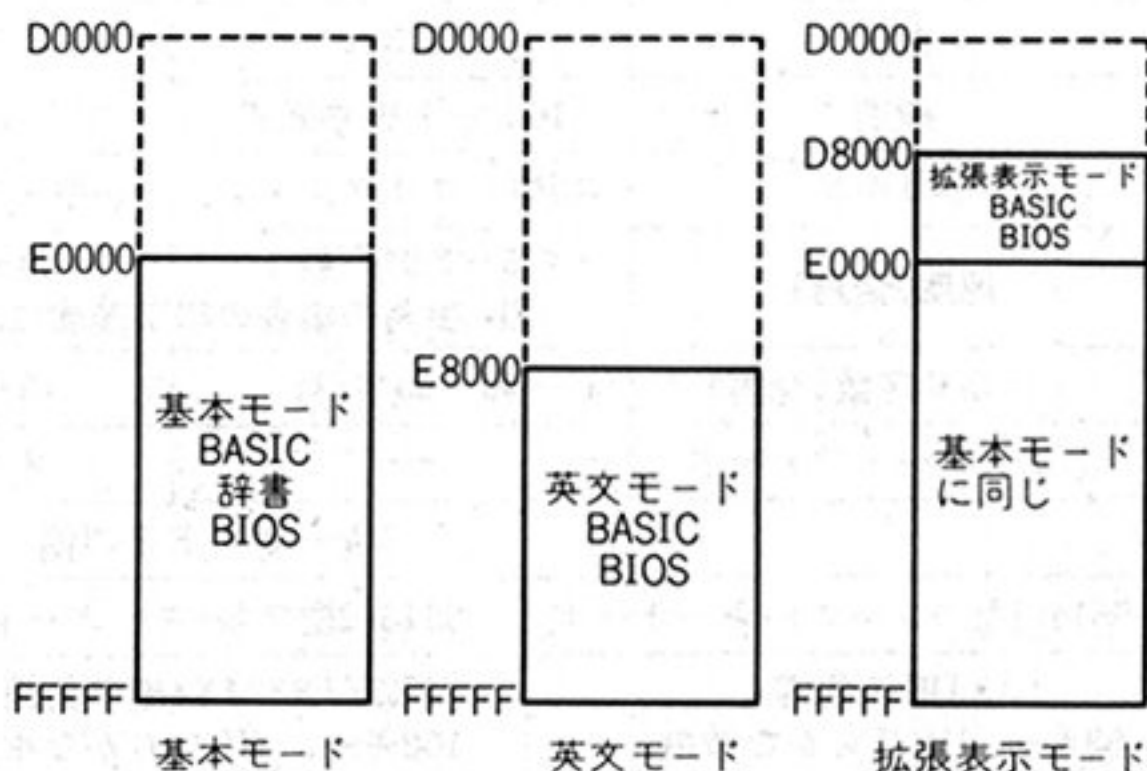 D0000
E0000
基本モード
BASIC
辞書
BIOS
FFFFF
基本モード
D0000
E8000
英文モード
BASIC
BIOS
FFFFF
英文モード
D0000
D8000
拡張表示モード
BASIC
BIOS
E0000
基本モード
に同じ
FFFFF
拡張表示モード